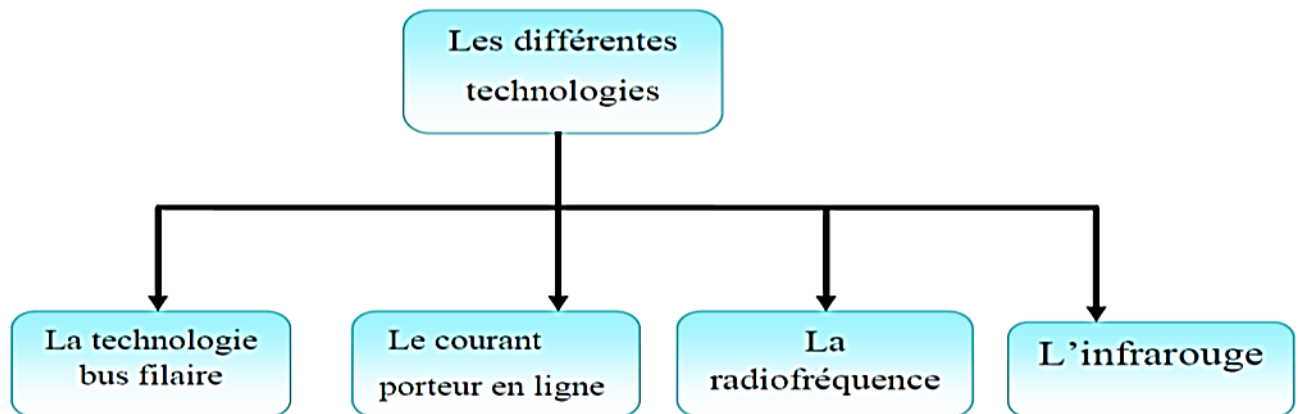 Les différentes
technologies
La technologie
bus filaire
Le courant
porteur en ligne
La
radiofréquence
L'infrarouge